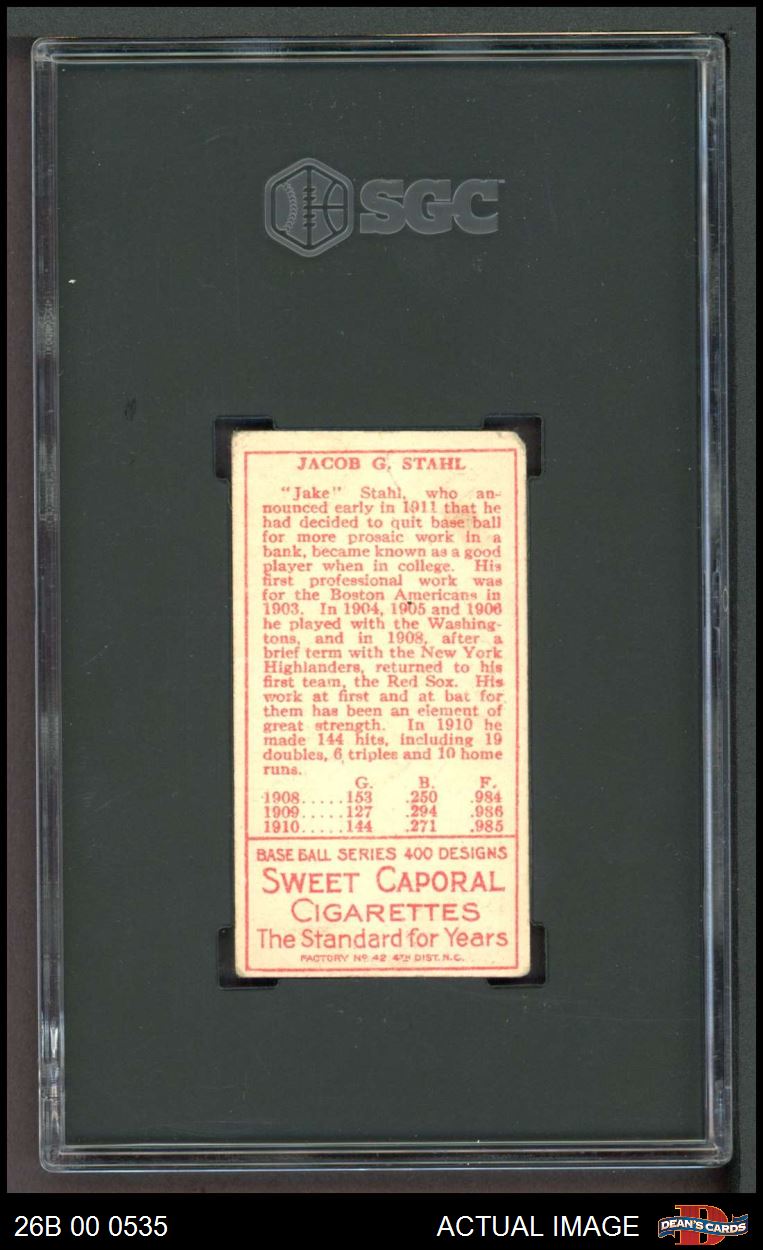 SGC
JACOB G. STAHL
"Jake" Stahl, who an-
nounced early in 1911 that he
had decided to quit base ball
for more prosaic work in a
bank, became known as a good
player when in college. His
first professional work was
for the Boston Americans in
1903. In 1904, 1905 and 1906
he played with the Washing-
tons, and in 1908, after a
brief term with the New York
Highlanders, returned to his
first team, the Red Sox. His
work at first and at bat for
them has been an element of
great strength. In 1910 he
made 144 hits, including 19
doubles, 6 triples and 10 home
runs.
G. B. F.
1908.....153 .250 .984
1909.....127 .294 .986
1910.....144 .271 .985
BASE BALL SERIES 400 DESIGNS
SWEET CAPORAL
CIGARETTES
The Standard for Years
FACTORY Nº 42 4TH DIST. N.C.
26B 00 0535
ACTUAL IMAGE
DEAN'S CARDS